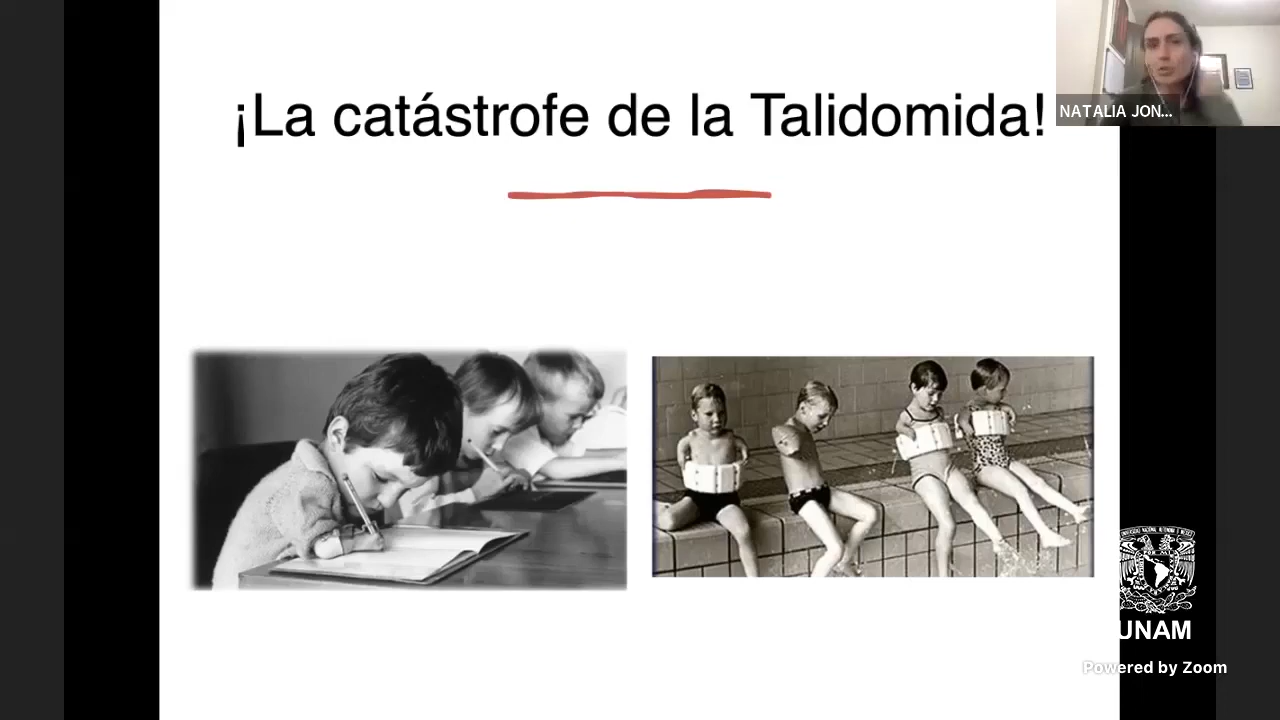 ¡La catástrofe de la Talidomida!
NATALIA JON...
UNAM
Powered by Zoom